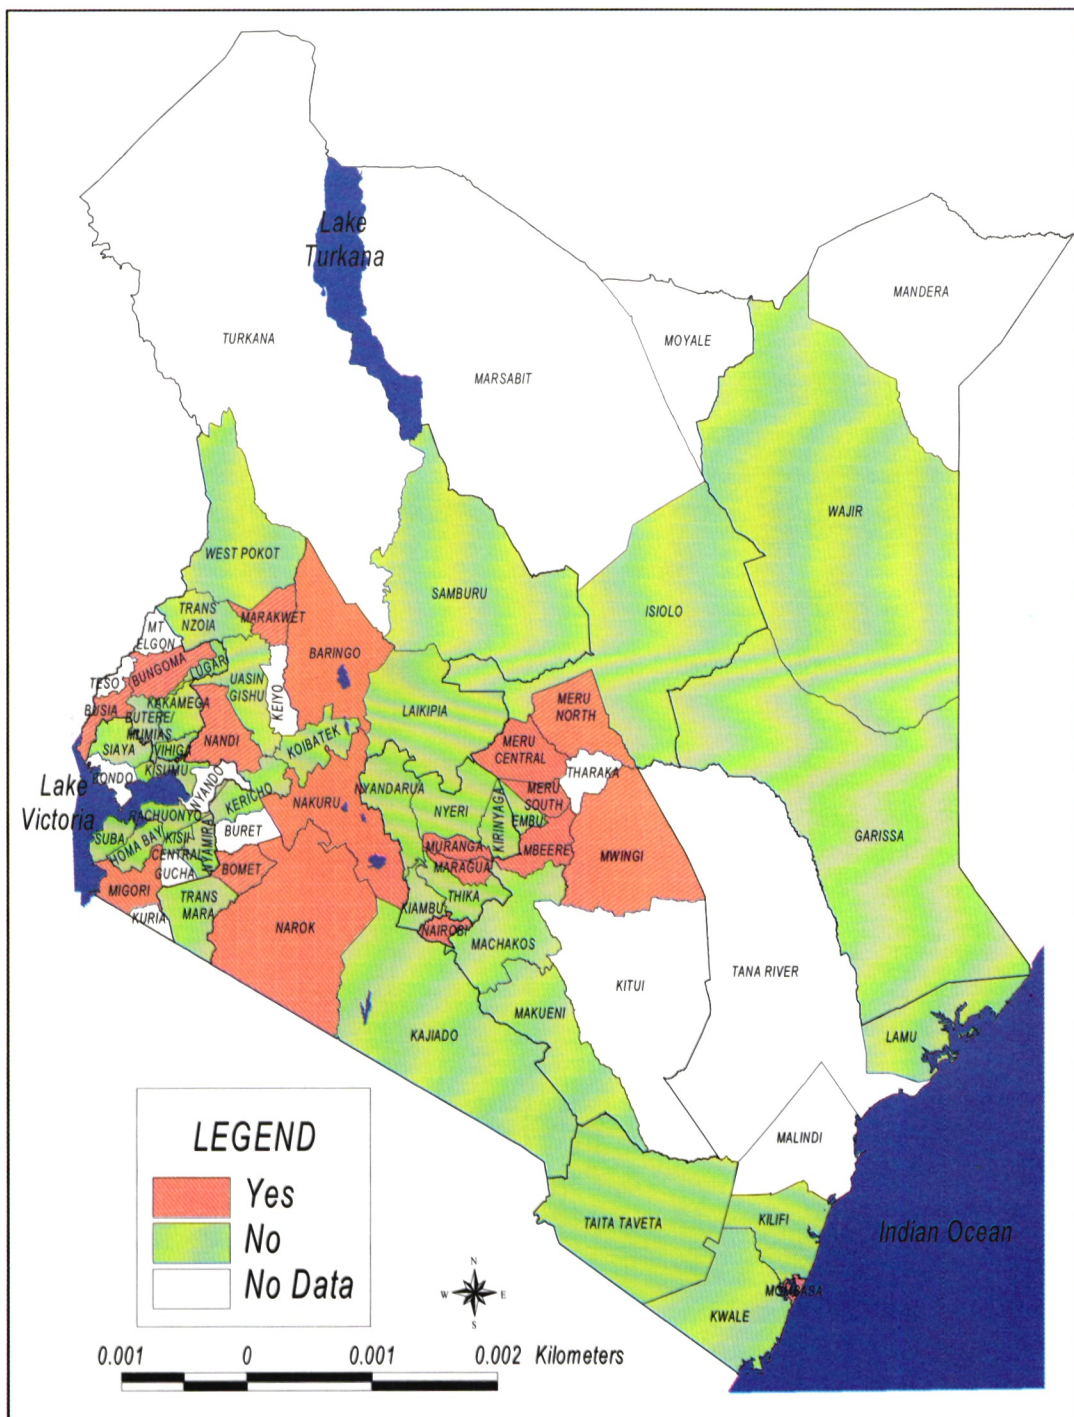 Lake
Turkana
MANDERA
TURKANA
MOYALE
MARSABIT
WAJIR
WEST POKOT
SAMBURU
ISIOLO
TRANS
NZOIA
MARAKWET
MT
ELGON
BARINGO
BUNGOMA
LUGARI
TESO
UASIN
GISHU
KEIYO
BUSIA
KAKAMEGA
BUTERE/
MUMIAS
LAIKIPIA
MERU
NORTH
NANDI
SIAYA
VIHIGA
KOIBATEK
MERU
CENTRAL
KISUMU
THARAKA
BONDO
NYANDO
Lake
Victoria
KERICHO
NYANDARUA
NAKURU
MERU
SOUTH
NYERI
KIRINYAGA
EMBU
RACHUONYO
SUBA
HOMA BAY
KISII
CENTRAL
NYAMIRA
BURET
GARISSA
MURANGA
MBEERE
MWINGI
MARAGUA
GUCHA
BOMET
MIGORI
TRANS
MARA
THIKA
KIAMBU
KURIA
NAROK
NAIROBI
MACHAKOS
TANA RIVER
KITUI
MAKUENI
KAJIADO
LAMU
MALINDI
TAITA TAVETA
KILIFI
Indian Ocean
MOMBASA
KWALE
LEGEND
Yes
No
No Data
N
W E
S
0.001 0 0.001 0.002 Kilometers